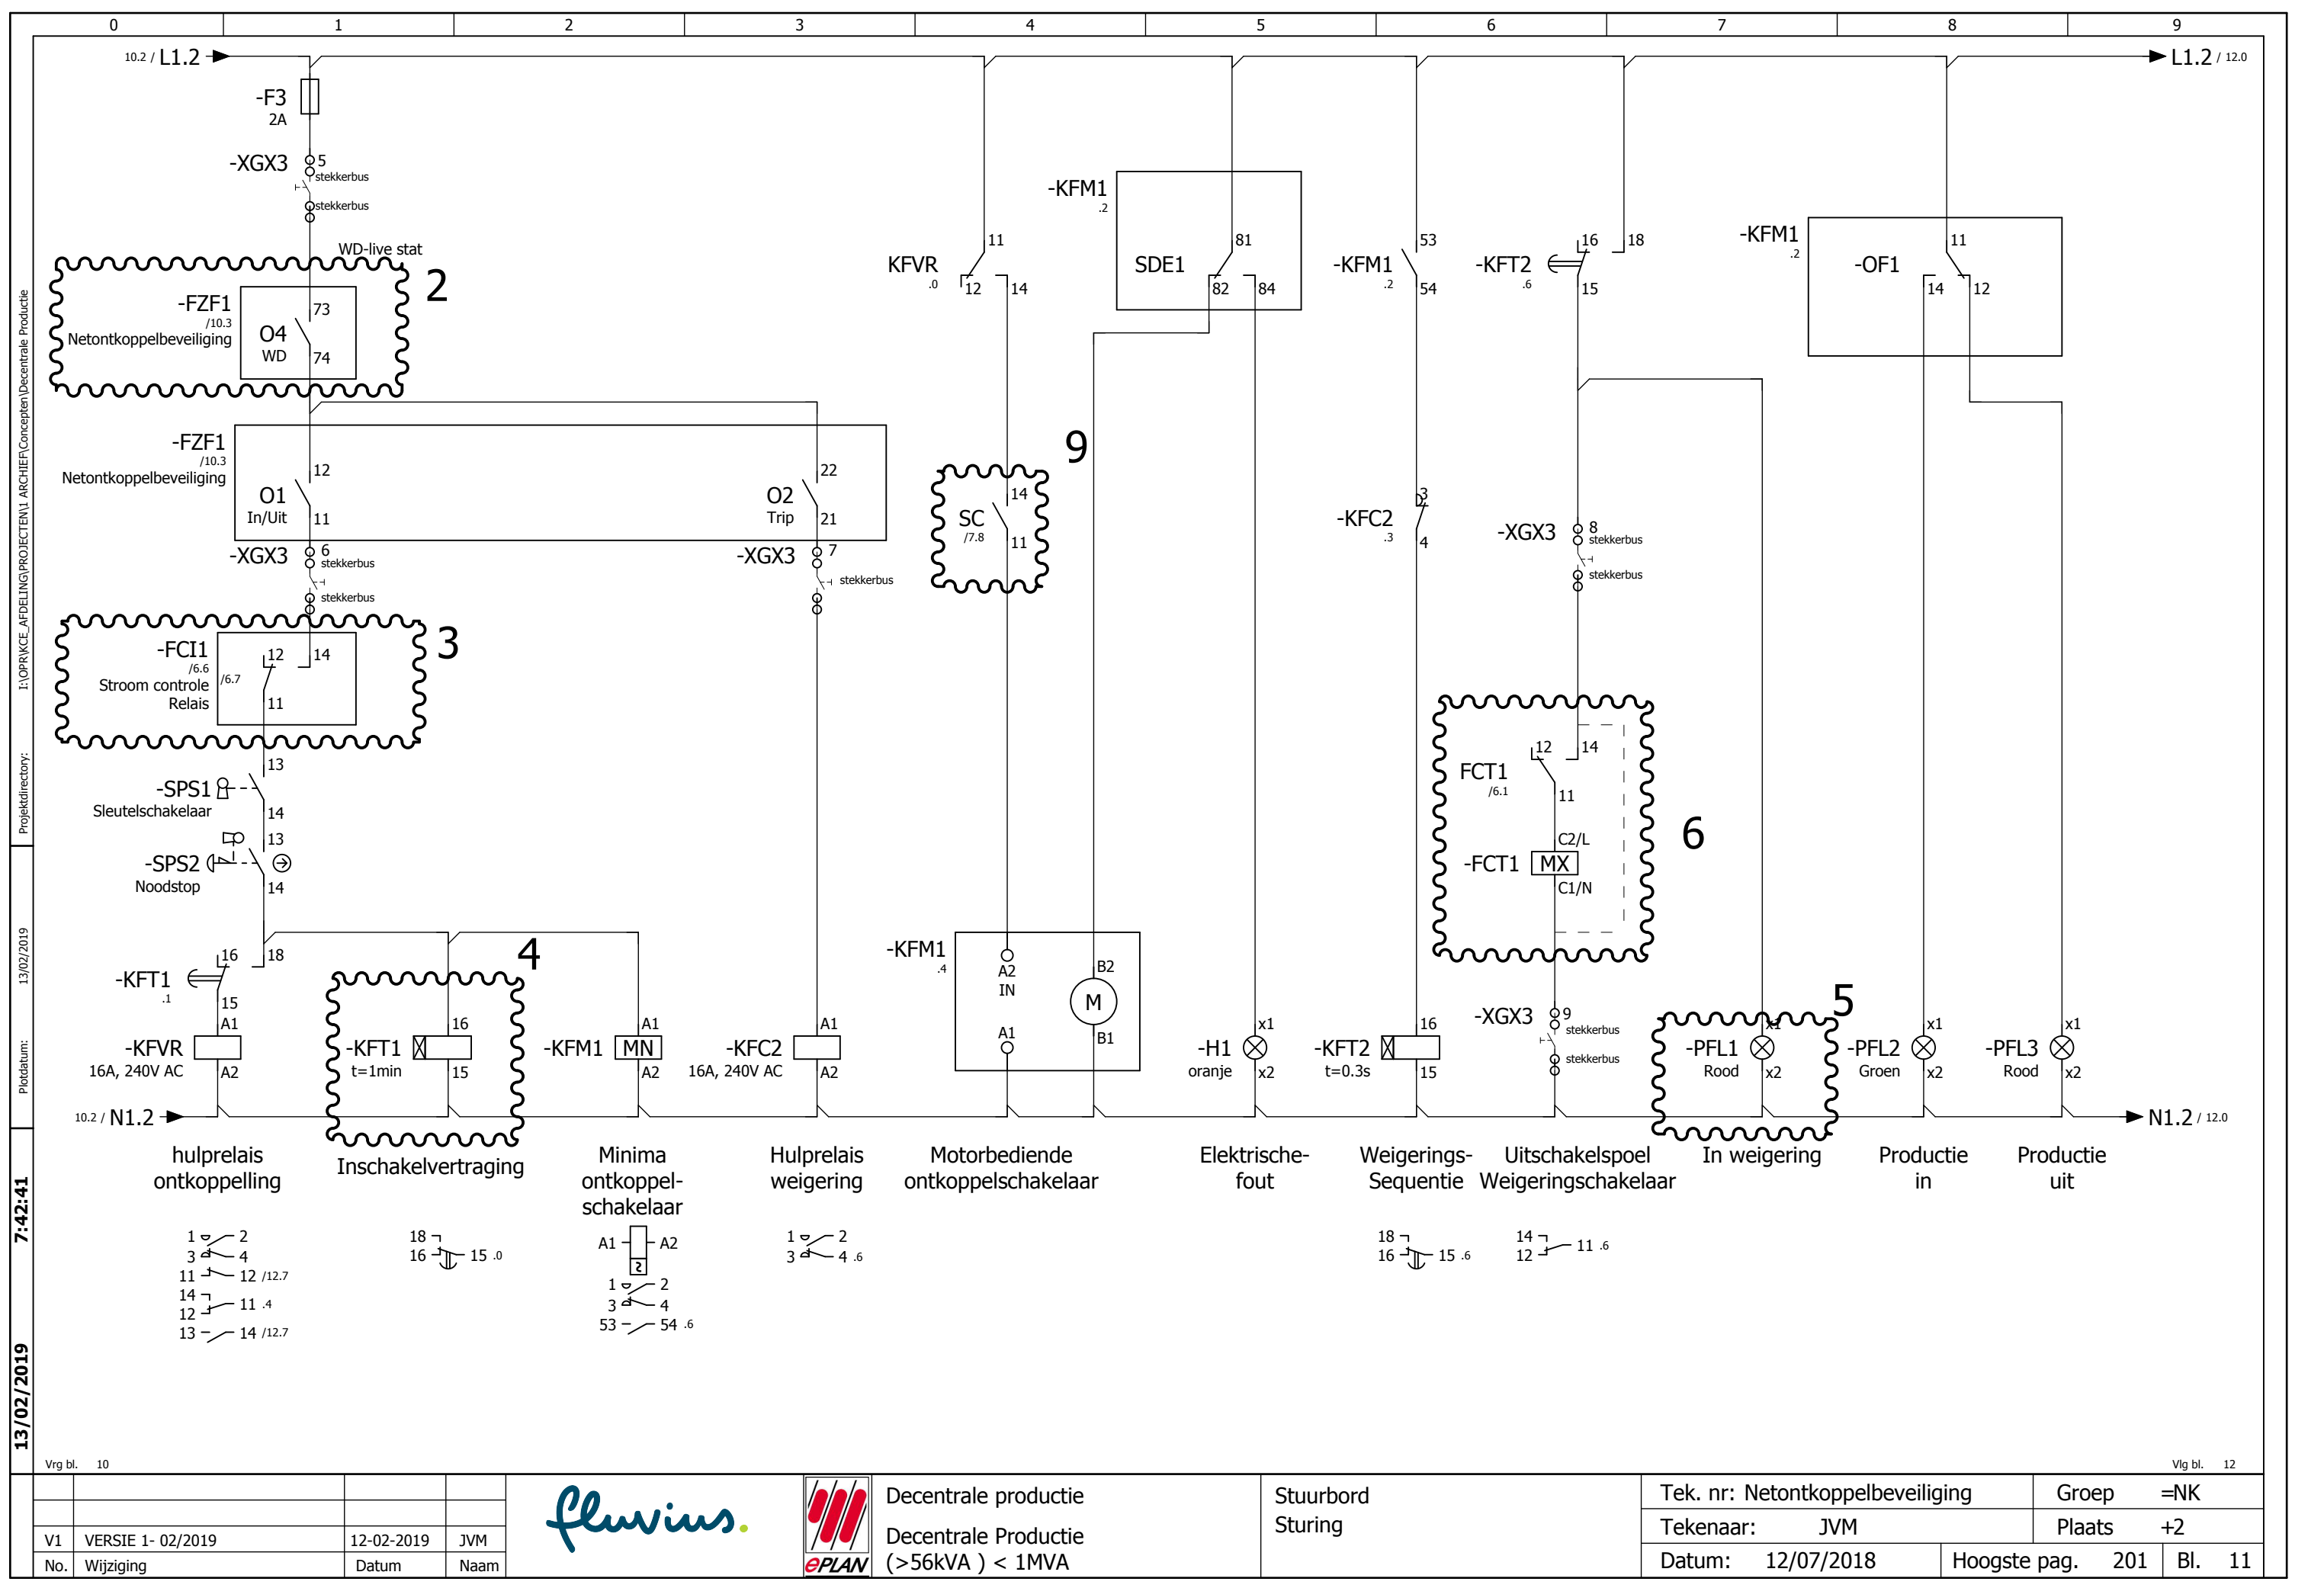 0 1 2 3 4 5 6 7 8 9
10.2 / L1.2
L1.2 / 12.0
-F3
2A
-XGX3
5
stekkerbus
stekkerbus
WD-live stat
2
-FZF1
/10.3
Netontkoppelbeveiliging
O4
WD
73
74
-FZF1
/10.3
Netontkoppelbeveiliging
O1
In/Uit
12
11
O2
Trip
22
21
-XGX3
6
stekkerbus
stekkerbus
-XGX3
7
stekkerbus
3
-FCI1
/6.6
Stroom controle
Relais
/6.7
12
14
11
-SPS1
Sleutelschakelaar
13
14
-SPS2
Noodstop
13
14
-KFT1
.1
16
18
15
-KFVR
16A, 240V AC
A1
A2
4
-KFT1
t=1min
16
15
-KFM1
MN
A1
A2
-KFC2
16A, 240V AC
A1
A2
KFVR
.0
11
12
14
9
SC
/7.8
14
11
-KFM1
.4
A2
IN
A1
B2
M
B1
-KFM1
.2
SDE1
81
82
84
-H1
oranje
x1
x2
-KFM1
.2
53
54
-KFC2
.3
3
4
-KFT2
t=0.3s
16
15
-KFT2
.6
16
18
15
-XGX3
8
stekkerbus
stekkerbus
6
FCT1
/6.1
12
14
11
-FCT1
MX
C2/L
C1/N
-XGX3
9
stekkerbus
stekkerbus
5
-PFL1
Rood
x1
x2
-KFM1
.2
-OF1
11
14
12
-PFL2
Groen
x1
x2
-PFL3
Rood
x1
x2
10.2 / N1.2
N1.2 / 12.0
hulprelais
ontkoppelling
Inschakelvertraging
Minima
ontkoppel-
schakelaar
Hulprelais
weigering
Motorbediende
ontkoppelschakelaar
Elektrische-
fout
Weigerings-
Sequentie
Uitschakelspoel
Weigeringschakelaar
In weigering
Productie
in
Productie
uit
1 2
3 4
11 12 /12.7
14
12 11 .4
13 14 /12.7
18
16 15 .0
A1 A2
1 2
3 4
53 54 .6
1 2
3 4 .6
18
16 15 .6
14
12 11 .6
I:\OPR\KCE_AFDELING\PROJECTEN\1 ARCHIEF\Concepten\Decentrale Productie
Projektdirectory:
13/02/2019
Plotdatum:
7:42:41
13/02/2019
Vrg bl. 10
Vlg bl. 12
V1 VERSIE 1- 02/2019 12-02-2019 JVM
No. Wijziging Datum Naam
fluvius.
ePLAN
Decentrale productie
Decentrale Productie
(>56kVA ) < 1MVA
Stuurbord
Sturing
Tek. nr: Netontkoppelbeveiliging
Groep =NK
Tekenaar: JVM
Plaats +2
Datum: 12/07/2018
Hoogste pag. 201
Bl. 11